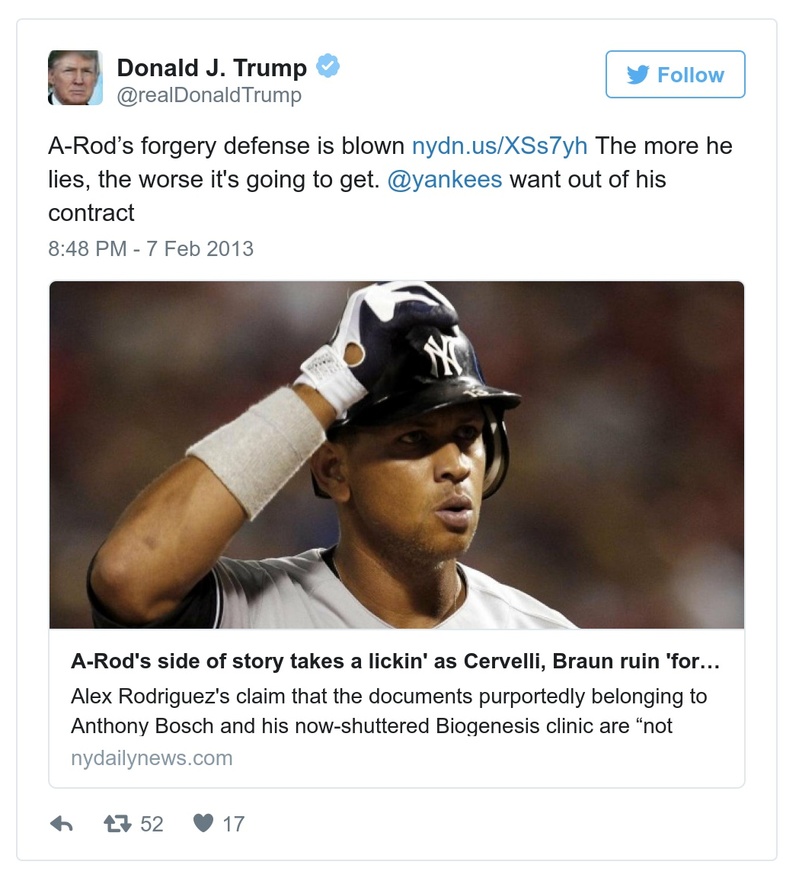 Donald J. Trump
@realDonaldTrump
Follow
A-Rod’s forgery defense is blown nydn.us/XSs7yh The more he
lies, the worse it's going to get. @yankees want out of his
contract
8:48 PM - 7 Feb 2013
NY
A-Rod's side of story takes a lickin' as Cervelli, Braun ruin 'for…
Alex Rodriguez's claim that the documents purportedly belonging to
Anthony Bosch and his now-shuttered Biogenesis clinic are “not
nydailynews.com
52
17